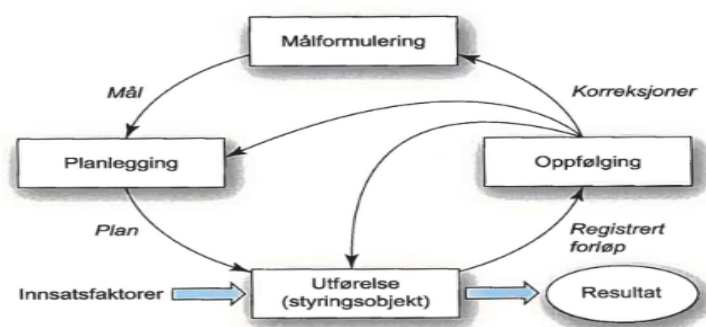 Målformulering
Mål
Korreksjoner
Planlegging
Oppfølging
Plan
Registrert
forløp
Innsatsfaktorer
Utførelse
(styringsobjekt)
Resultat